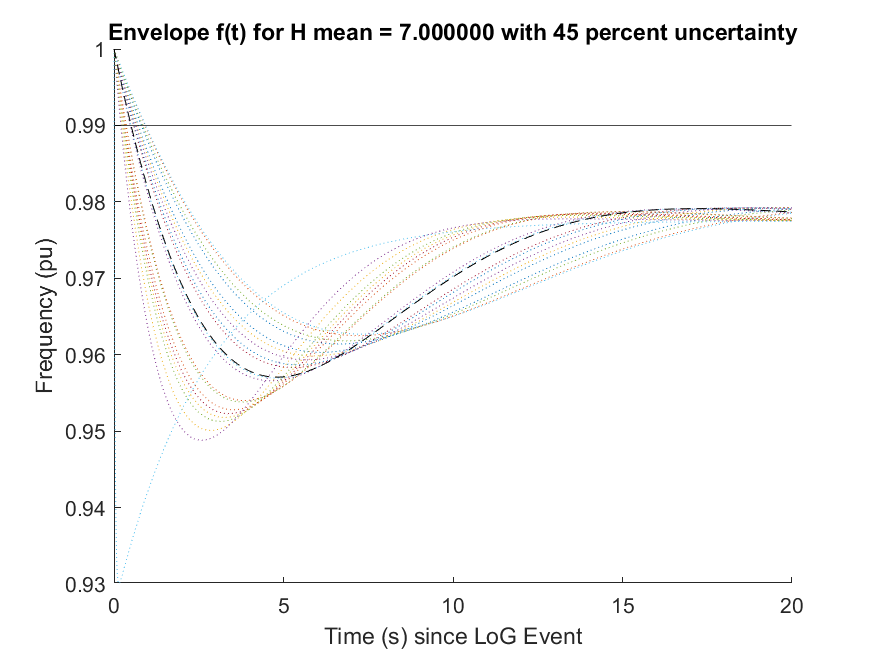 Envelope f(t) for H mean = 7.000000 with 45 percent uncertainty
1
0.99
0.98
0.97
0.96
0.95
0.94
0.93
Frequency (pu)
0 5 10 15 20
Time (s) since LoG Event